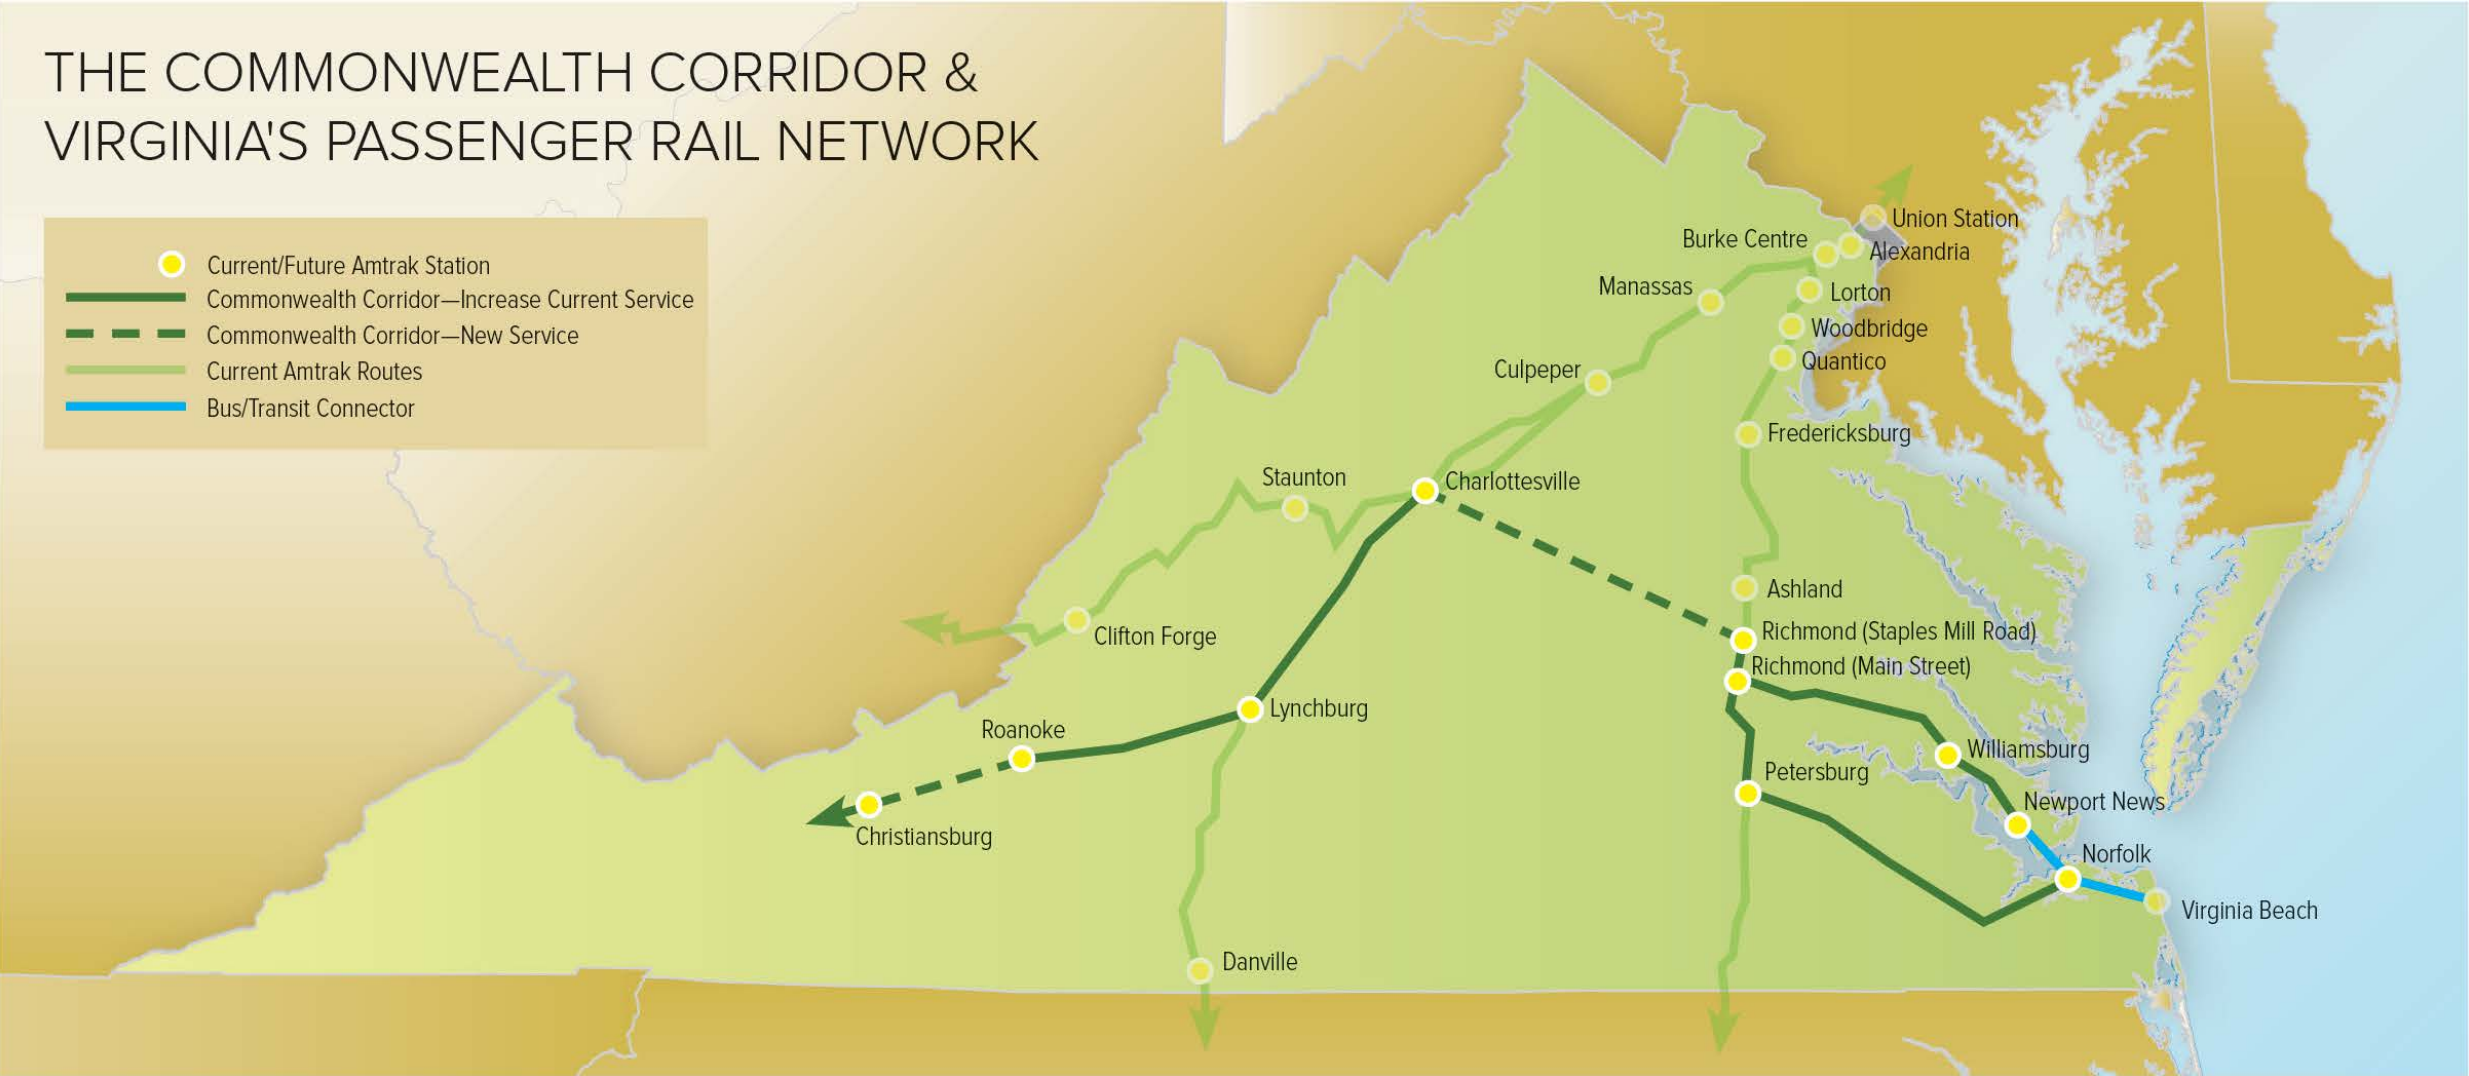 THE COMMONWEALTH CORRIDOR &
VIRGINIA'S PASSENGER RAIL NETWORK
Current/Future Amtrak Station
Commonwealth Corridor—Increase Current Service
Commonwealth Corridor—New Service
Current Amtrak Routes
Bus/Transit Connector
Union Station
Burke Centre
Alexandria
Manassas
Lorton
Woodbridge
Quantico
Culpeper
Fredericksburg
Staunton
Charlottesville
Ashland
Clifton Forge
Richmond (Staples Mill Road)
Richmond (Main Street)
Lynchburg
Roanoke
Williamsburg
Petersburg
Newport News
Christiansburg
Norfolk
Virginia Beach
Danville